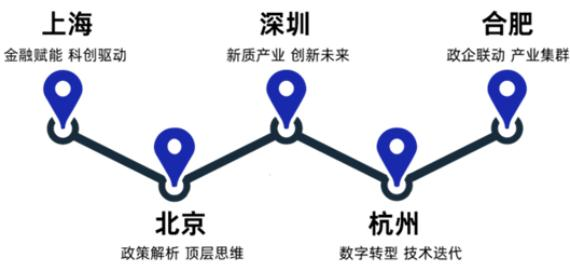 上海
金融赋能 科创驱动
北京
政策解析 顶层思维
深圳
新质产业 创新未来
杭州
数字转型 技术迭代
合肥
政企联动 产业集群